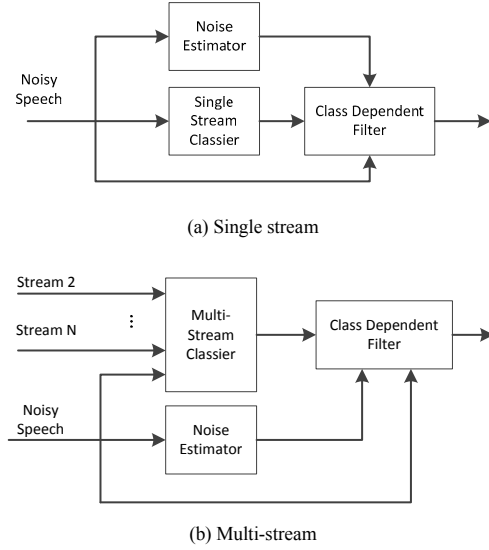 Noise
Estimator
Noisy
Speech
Single
Stream
Classier
Class Dependent
Filter
(a) Single stream
Stream 2
...
Stream N
Multi-
Stream
Classier
Class Dependent
Filter
Noisy
Speech
Noise
Estimator
(b) Multi-stream